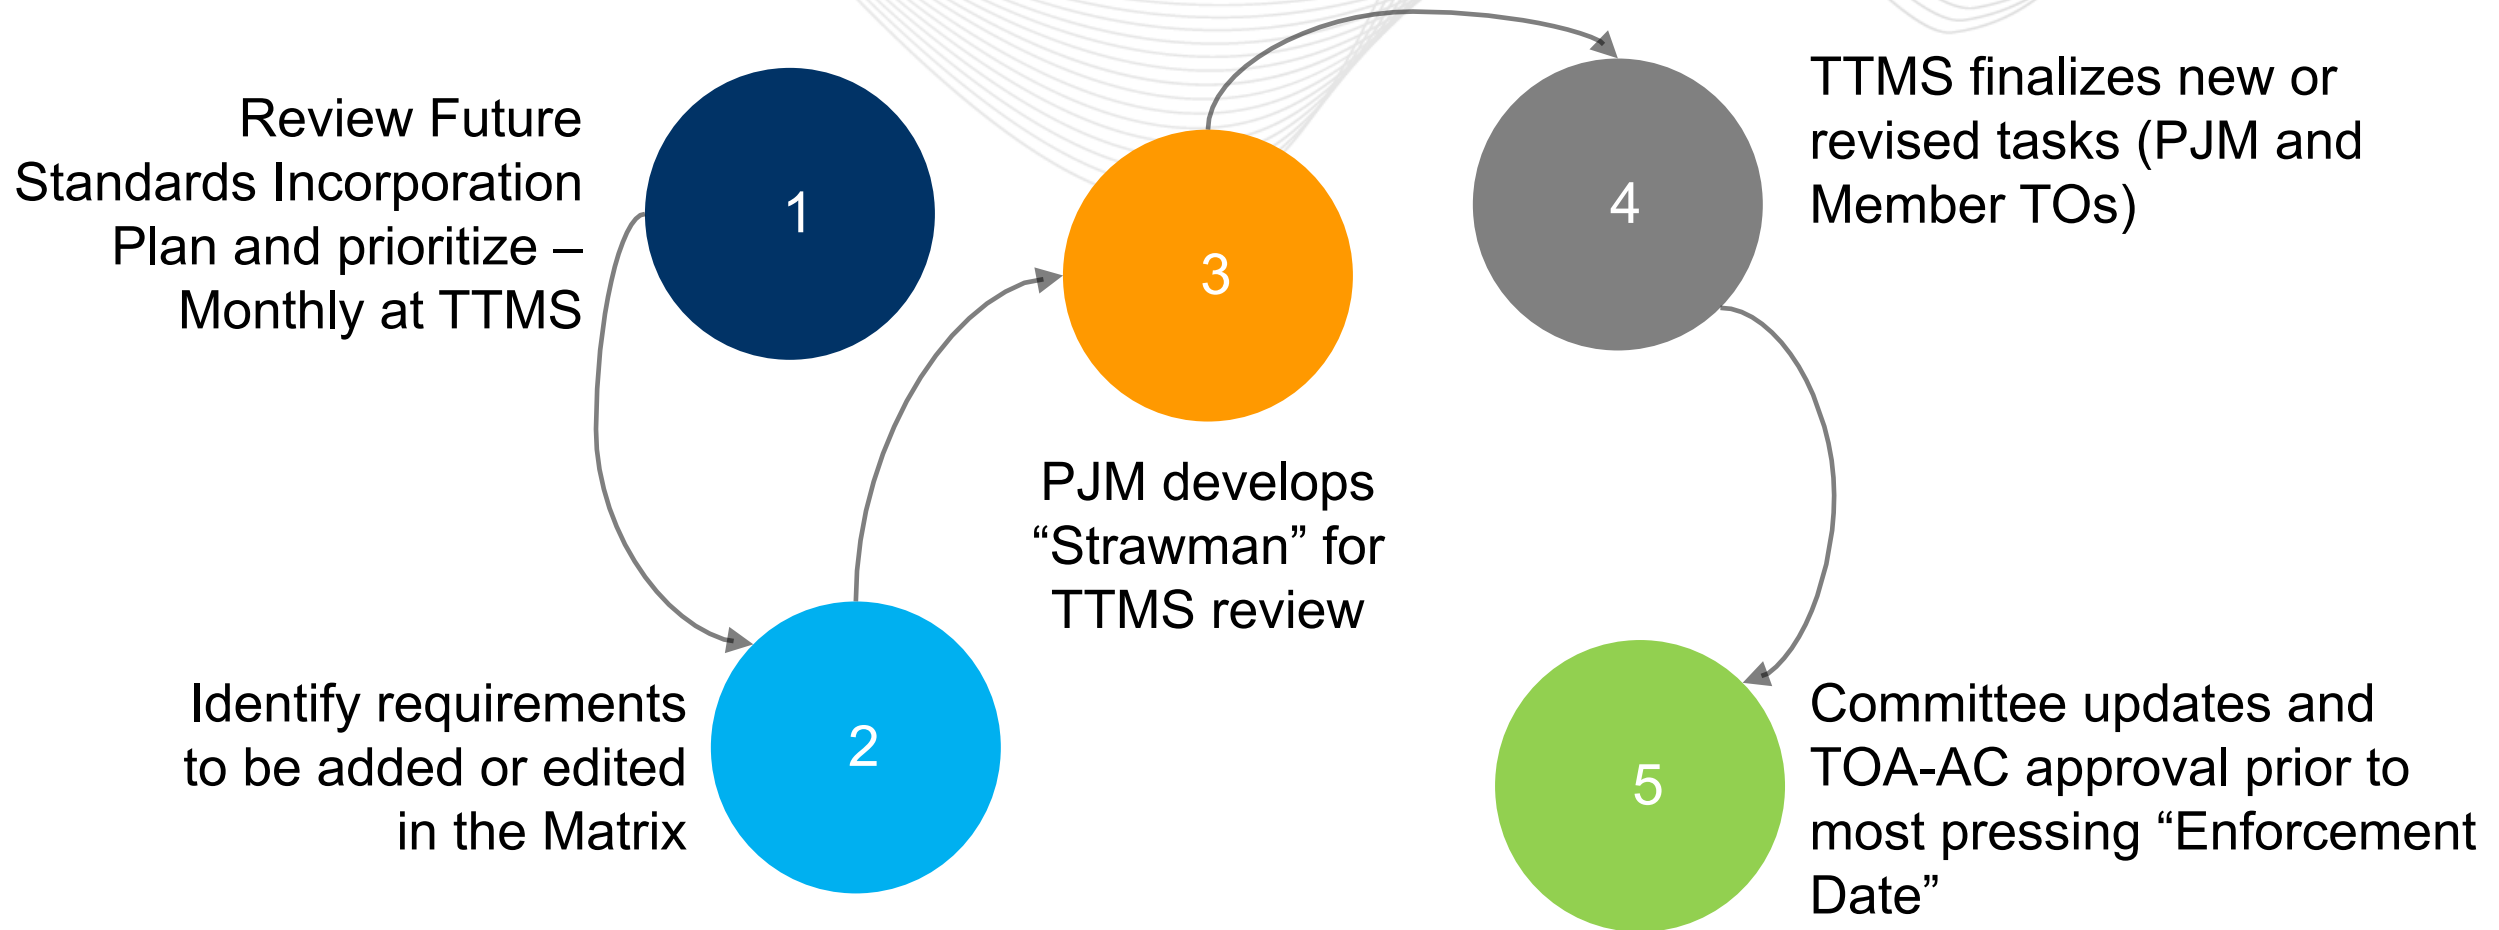 Review Future
Standards Incorporation
Plan and prioritize –
Monthly at TTMS
1
Identify requirements
to be added or edited
in the Matrix
2
3
PJM develops
“Strawman” for
TTMS review
4
TTMS finalizes new or
revised tasks (PJM and
Member TOs)
5
Committee updates and
TOA-AC approval prior to
most pressing “Enforcement
Date”